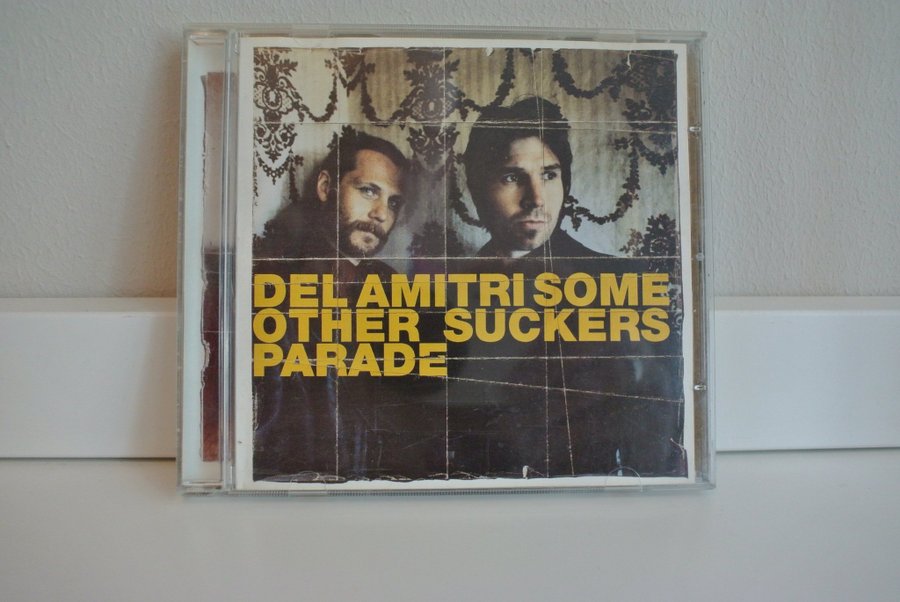 DEL AMITRI SOME
OTHER SUCKERS
PARADE